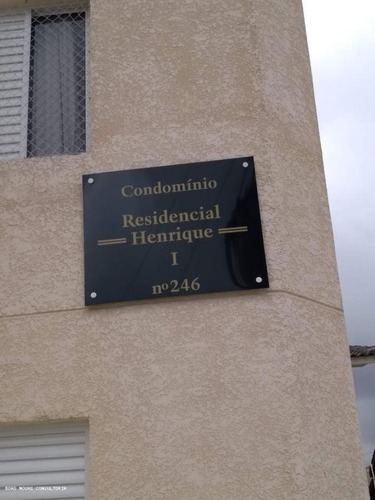 Condomínio
Residencial
Henrique
I
nº246